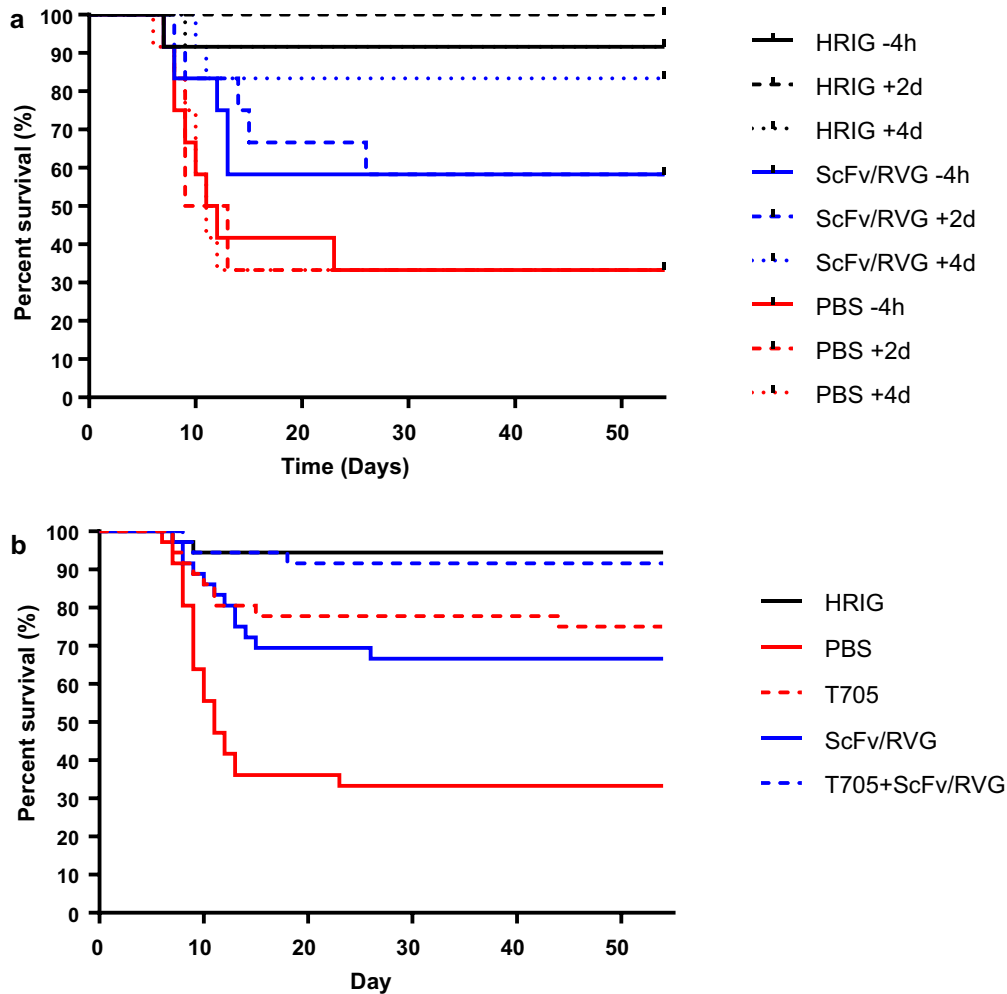 a
Percent survival (%)
100
90
80
70
60
50
40
30
20
10
0
0 10 20 30 40 50
Time (Days)
HRIG -4h
HRIG +2d
HRIG +4d
ScFv/RVG -4h
ScFv/RVG +2d
ScFv/RVG +4d
PBS -4h
PBS +2d
PBS +4d
b
Percent survival (%)
100
90
80
70
60
50
40
30
20
10
0
0 10 20 30 40 50
Day
HRIG
PBS
T705
ScFv/RVG
T705+ScFv/RVG